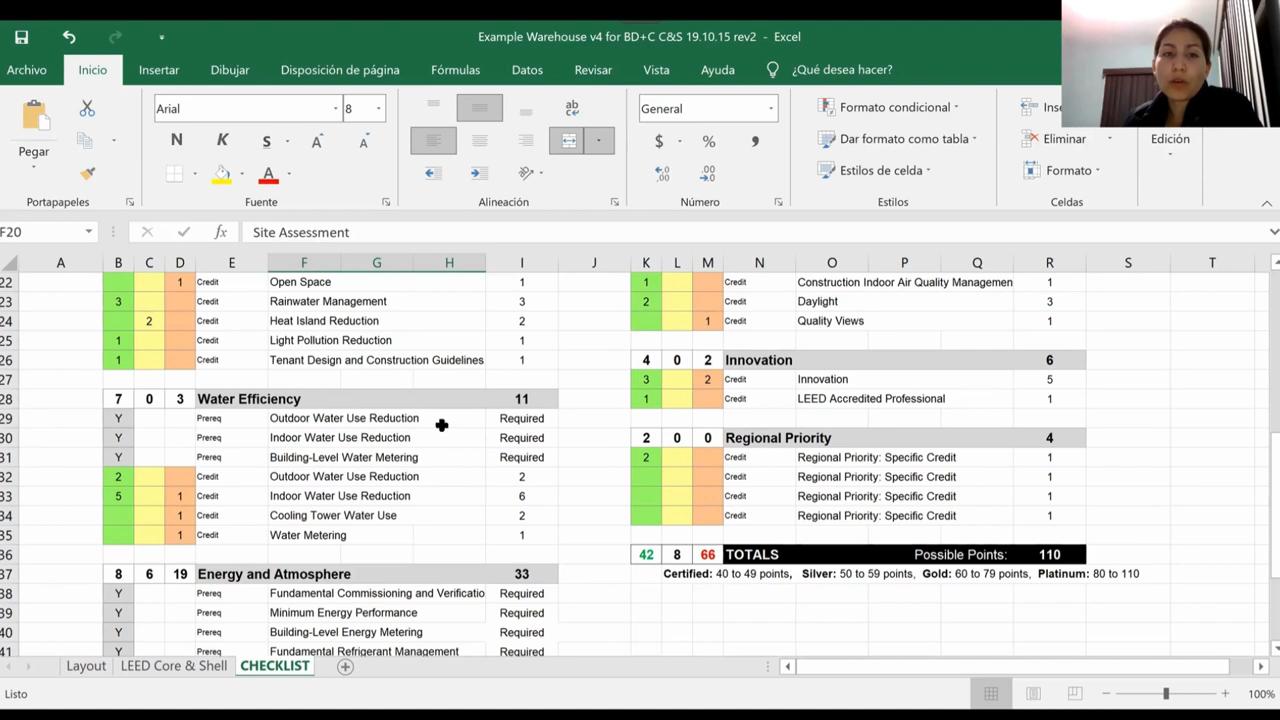 Example Warehouse v4 for BD+C C&S 19.10.15 rev2 - Excel
Archivo Inicio Insertar Dibujar Disposición de página Fórmulas Datos Revisar Vista Ayuda ¿Qué desea hacer?
Pegar
Portapapeles
Arial 8
N K S A A
A
Fuente
ab
Alineación
General
$ % ,
Número
Formato condicional
Dar formato como tabla
Estilos de celda
Estilos
Inse
Eliminar
Formato
Celdas
Edición
F20 fx Site Assessment
A B C D E F G H I J K L M N O P Q R S T
22 1 Credit Open Space 1 1 Credit Construction Indoor Air Quality Managemen 1
23 3 Credit Rainwater Management 3 2 Credit Daylight 3
24 2 Credit Heat Island Reduction 2 1 Credit Quality Views 1
25 1 Credit Light Pollution Reduction 1
26 1 Credit Tenant Design and Construction Guidelines 1 4 0 2 Innovation 6
27 3 2 Credit Innovation 5
28 7 0 3 Water Efficiency 11 1 Credit LEED Accredited Professional 1
29 Y Prereq Outdoor Water Use Reduction Required
30 Y Prereq Indoor Water Use Reduction Required 2 0 0 Regional Priority 4
31 Y Prereq Building-Level Water Metering Required 2 Credit Regional Priority: Specific Credit 1
32 2 Credit Outdoor Water Use Reduction 2 Credit Regional Priority: Specific Credit 1
33 5 1 Credit Indoor Water Use Reduction 6 Credit Regional Priority: Specific Credit 1
34 1 Credit Cooling Tower Water Use 2 Credit Regional Priority: Specific Credit 1
35 1 Credit Water Metering 1
36 42 8 66 TOTALS Possible Points: 110
37 8 6 19 Energy and Atmosphere 33 Certified: 40 to 49 points, Silver: 50 to 59 points, Gold: 60 to 79 points, Platinum: 80 to 110
38 Y Prereq Fundamental Commissioning and Verificatio Required
39 Y Prereq Minimum Energy Performance Required
40 Y Prereq Building-Level Energy Metering Required
41 Y Prereq Fundamental Refrigerant Management Required
Layout LEED Core & Shell CHECKLIST
Listo 100%